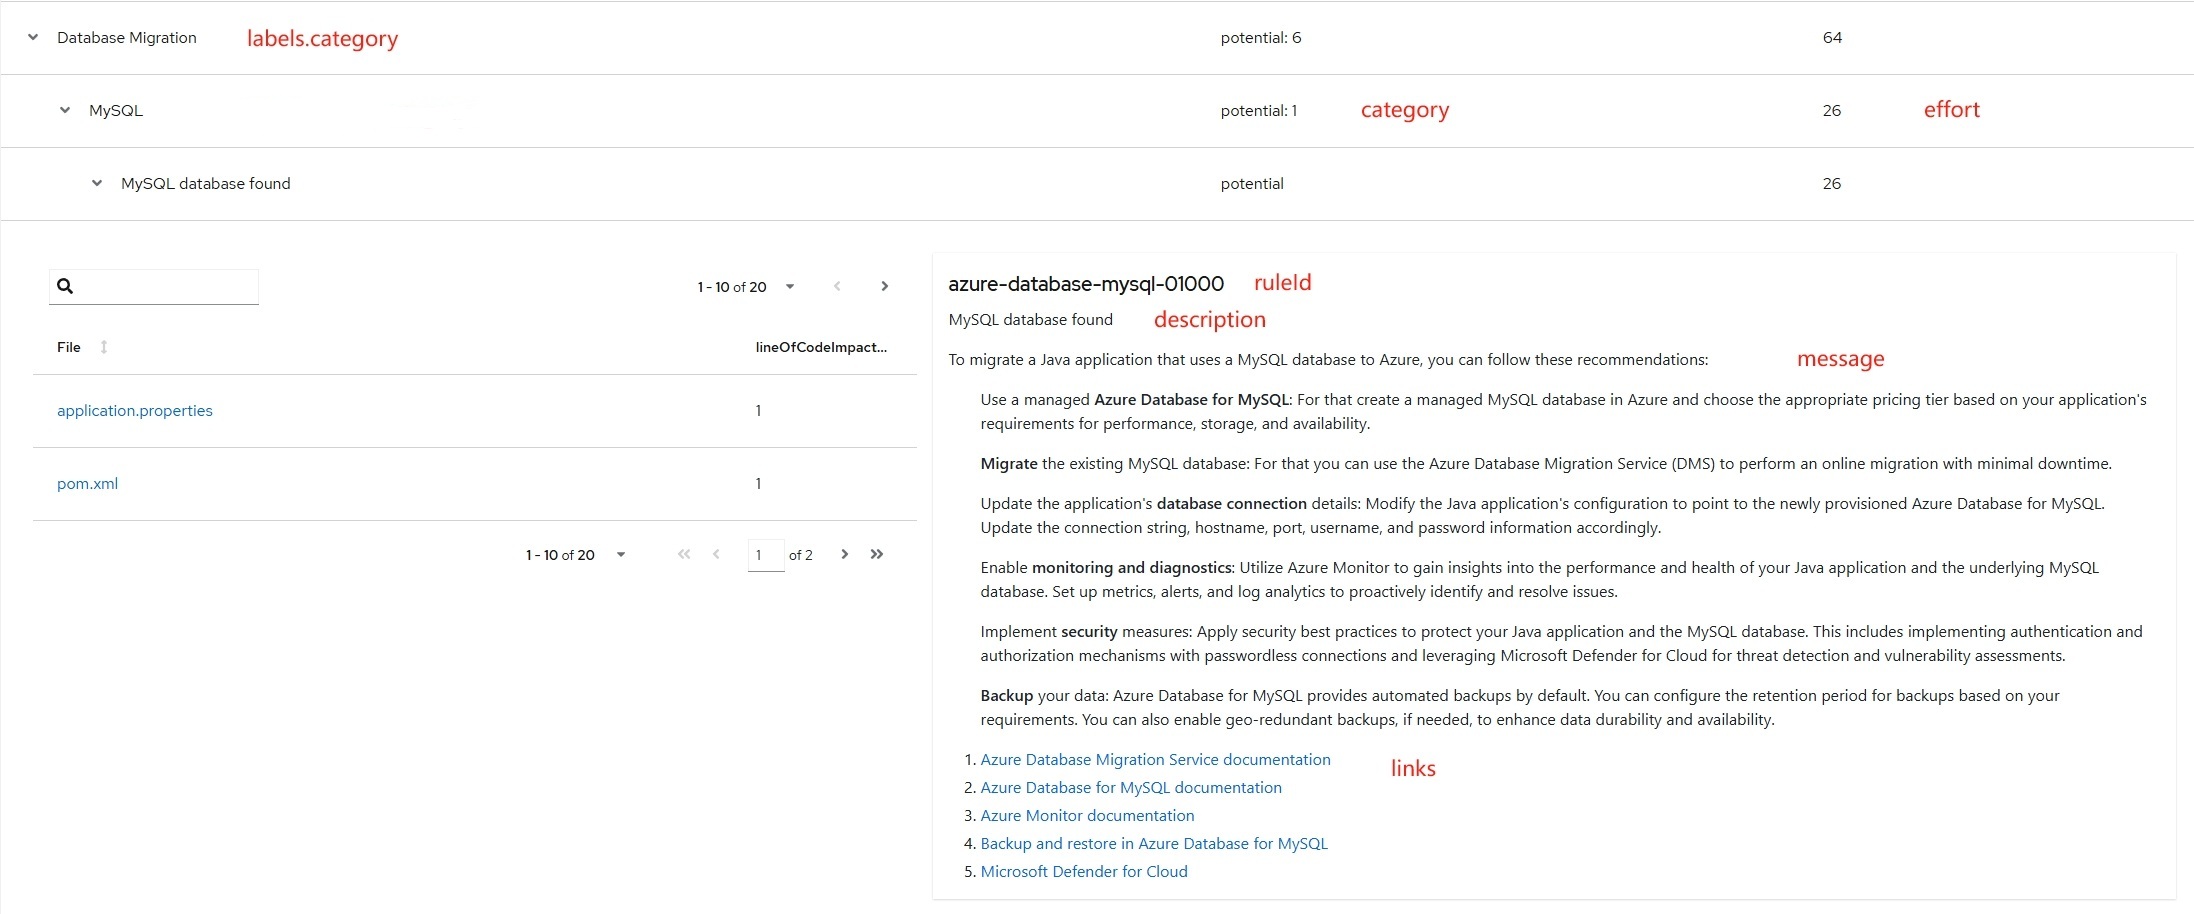 Database Migration labels.category potential: 6 64
MySQL potential: 1 category 26 effort
MySQL database found potential 26
1 - 10 of 20
File lineOfCodeImpact...
application.properties 1
pom.xml 1
1 - 10 of 20 1 of 2
azure-database-mysql-01000 ruleId
MySQL database found description
To migrate a Java application that uses a MySQL database to Azure, you can follow these recommendations: message
Use a managed Azure Database for MySQL: For that create a managed MySQL database in Azure and choose the appropriate pricing tier based on your application's
requirements for performance, storage, and availability.
Migrate the existing MySQL database: For that you can use the Azure Database Migration Service (DMS) to perform an online migration with minimal downtime.
Update the application's database connection details: Modify the Java application's configuration to point to the newly provisioned Azure Database for MySQL.
Update the connection string, hostname, port, username, and password information accordingly.
Enable monitoring and diagnostics: Utilize Azure Monitor to gain insights into the performance and health of your Java application and the underlying MySQL
database. Set up metrics, alerts, and log analytics to proactively identify and resolve issues.
Implement security measures: Apply security best practices to protect your Java application and the MySQL database. This includes implementing authentication and
authorization mechanisms with passwordless connections and leveraging Microsoft Defender for Cloud for threat detection and vulnerability assessments.
Backup your data: Azure Database for MySQL provides automated backups by default. You can configure the retention period for backups based on your
requirements. You can also enable geo-redundant backups, if needed, to enhance data durability and availability.
1. Azure Database Migration Service documentation links
2. Azure Database for MySQL documentation
3. Azure Monitor documentation
4. Backup and restore in Azure Database for MySQL
5. Microsoft Defender for Cloud